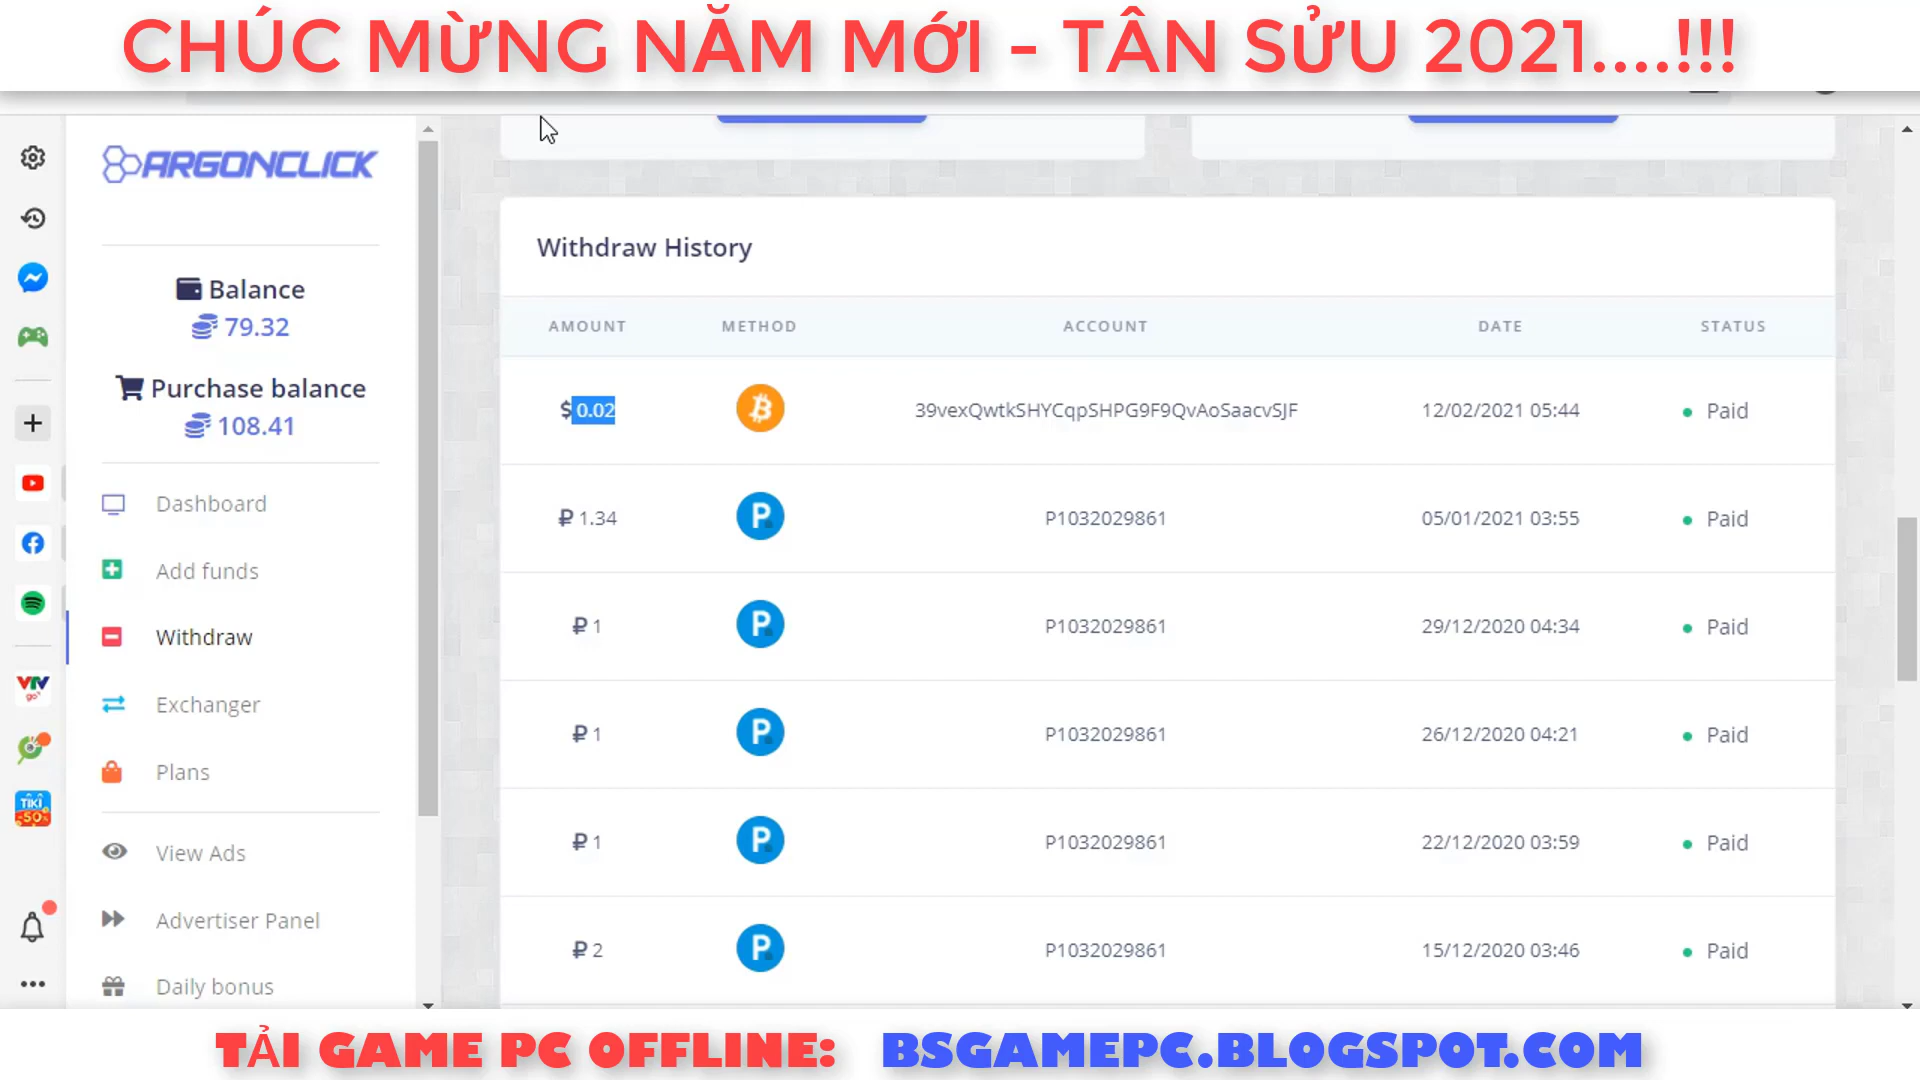 CHÚC MỪNG NĂM MỚI - TÂN SỬU 2021....!!!
ARGONCLICK
Balance
79.32
Purchase balance
108.41
Dashboard
Add funds
Withdraw
Exchanger
Plans
View Ads
Advertiser Panel
Daily bonus
VTV
go
TIKI
-50%
Withdraw History
AMOUNT METHOD ACCOUNT DATE STATUS
$ 0.02 39vexQwtkSHYCqpSHPG9F9QvAoSaacvSJF 12/02/2021 05:44 Paid
₽ 1.34 P P1032029861 05/01/2021 03:55 Paid
₽ 1 P P1032029861 29/12/2020 04:34 Paid
₽ 1 P P1032029861 26/12/2020 04:21 Paid
₽ 1 P P1032029861 22/12/2020 03:59 Paid
₽ 2 P P1032029861 15/12/2020 03:46 Paid
TẢI GAME PC OFFLINE: BSGAMEPC.BLOGSPOT.COM